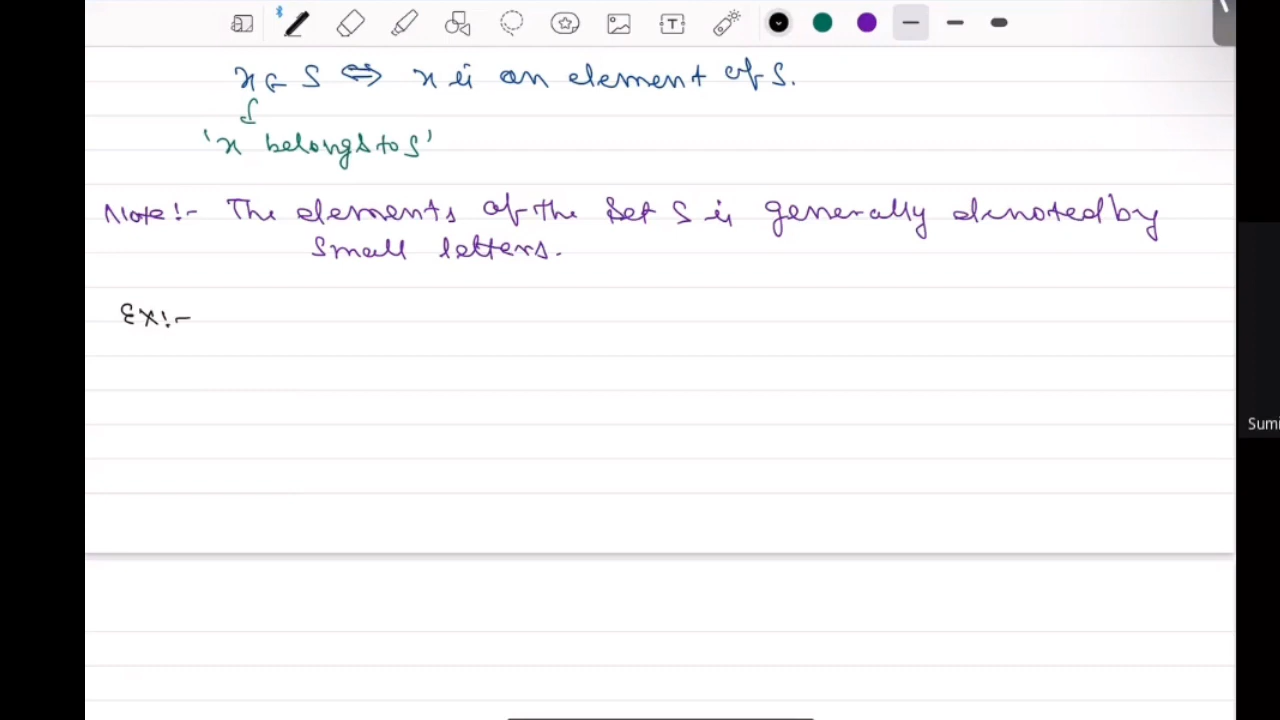 x ∈ S ⇔ x is an element of S.
'x belongs to S'
Note:- The elements of the set S is generally denoted by
small letters.
Ex:-
Sumi